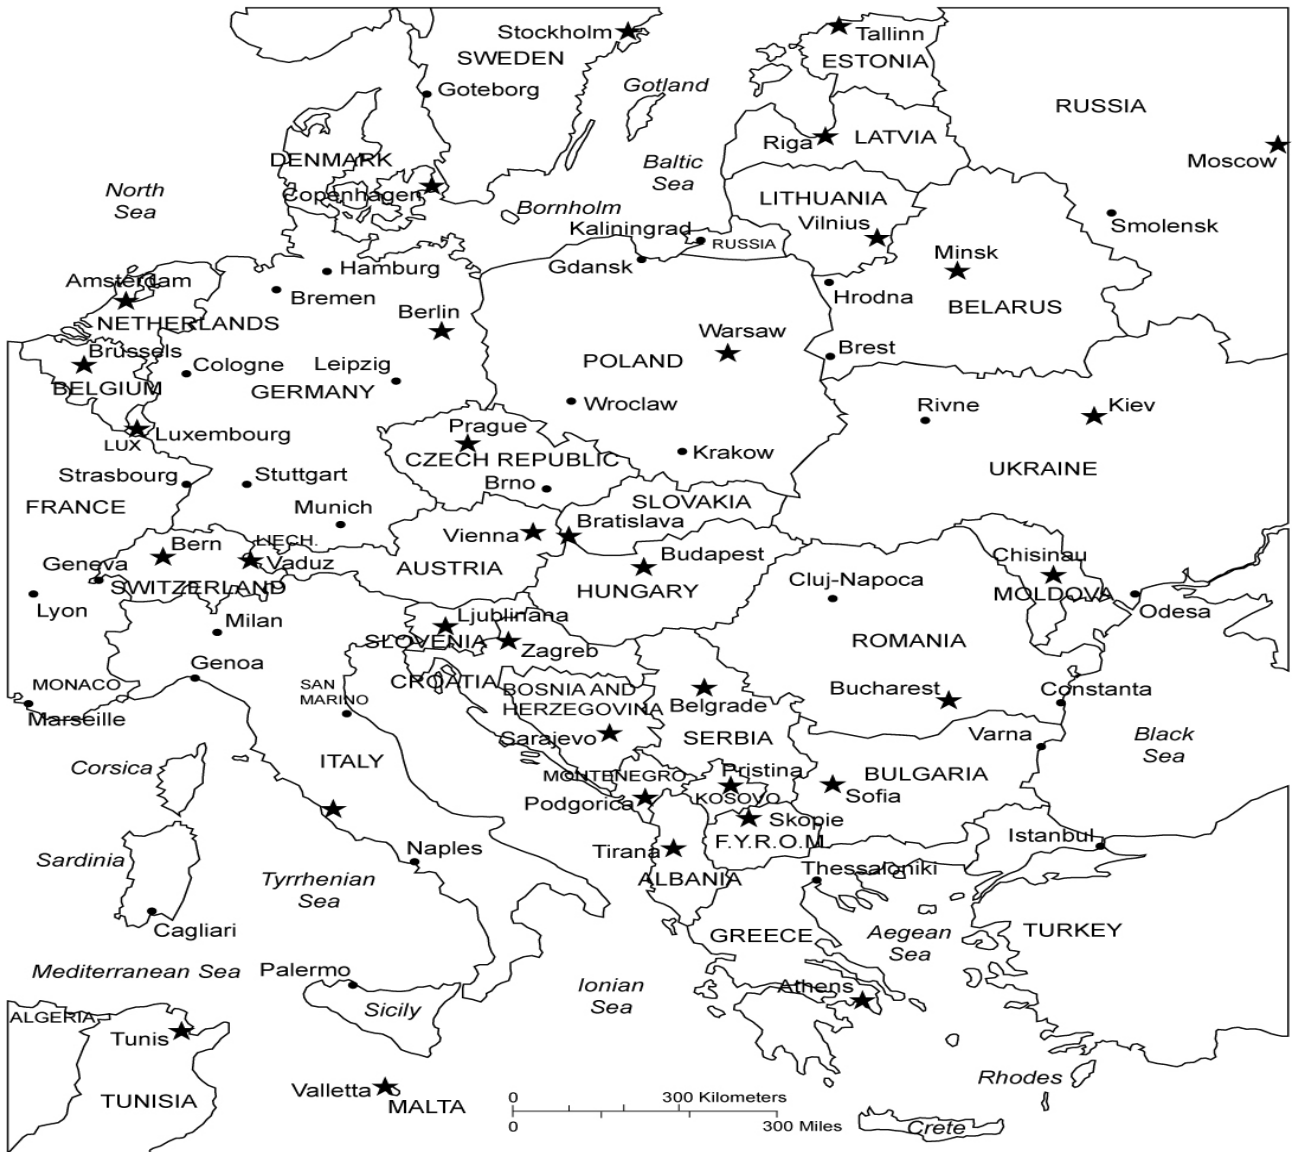 Stockholm
SWEDEN
Tallinn
ESTONIA
Goteborg
Gotland
RUSSIA
Riga
LATVIA
Moscow
DENMARK
Baltic
Sea
North
Sea
Copenhagen
LITHUANIA
Bornholm
Vilnius
Smolensk
Kaliningrad
RUSSIA
Minsk
Gdansk
Hamburg
Amsterdam
Bremen
Hrodna
BELARUS
Berlin
NETHERLANDS
Warsaw
Brussels
Cologne
Leipzig
POLAND
Brest
BELGIUM
GERMANY
Wroclaw
Rivne
Kiev
Prague
LUX
Luxembourg
CZECH REPUBLIC
Krakow
UKRAINE
Strasbourg
Stuttgart
Brno
SLOVAKIA
FRANCE
Munich
Bratislava
Vienna
Bern
LIECH.
Budapest
Chisinau
Geneva
Vaduz
AUSTRIA
SWITZERLAND
HUNGARY
Cluj-Napoca
MOLDOVA
Lyon
Odesa
Milan
Ljublinana
SLOVENIA
Zagreb
ROMANIA
Genoa
MONACO
SAN
MARINO
CROATIA
BOSNIA AND
HERZEGOVINA
Belgrade
Bucharest
Constanta
Marseille
Sarajevo
SERBIA
Varna
Black
Sea
Corsica
ITALY
MONTENEGRO
Pristina
BULGARIA
Podgorica
KOSOVO
Sofia
Skopje
F.Y.R.O.M.
Istanbul
Sardinia
Naples
Tirana
ALBANIA
Thessaloniki
Tyrrhenian
Sea
Cagliari
GREECE
Aegean
Sea
TURKEY
Mediterranean Sea
Palermo
Ionian
Sea
Athens
Sicily
ALGERIA
Tunis
Rhodes
Valletta
MALTA
TUNISIA
0 300 Kilometers
0 300 Miles
Crete